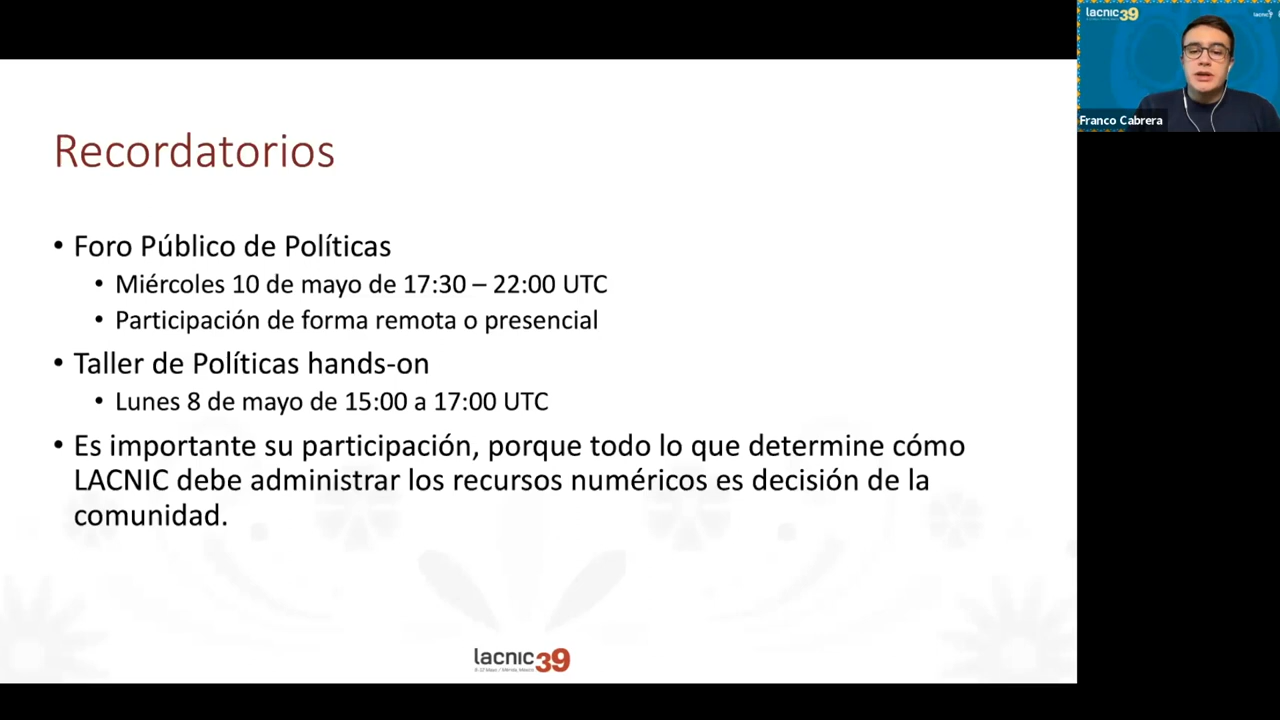 Recordatorios
• Foro Público de Políticas
• Miércoles 10 de mayo de 17:30 – 22:00 UTC
• Participación de forma remota o presencial
• Taller de Políticas hands-on
• Lunes 8 de mayo de 15:00 a 17:00 UTC
• Es importante su participación, porque todo lo que determine cómo
LACNIC debe administrar los recursos numéricos es decisión de la
comunidad.
lacnic39
lacnic39
lacnic
Franco Cabrera